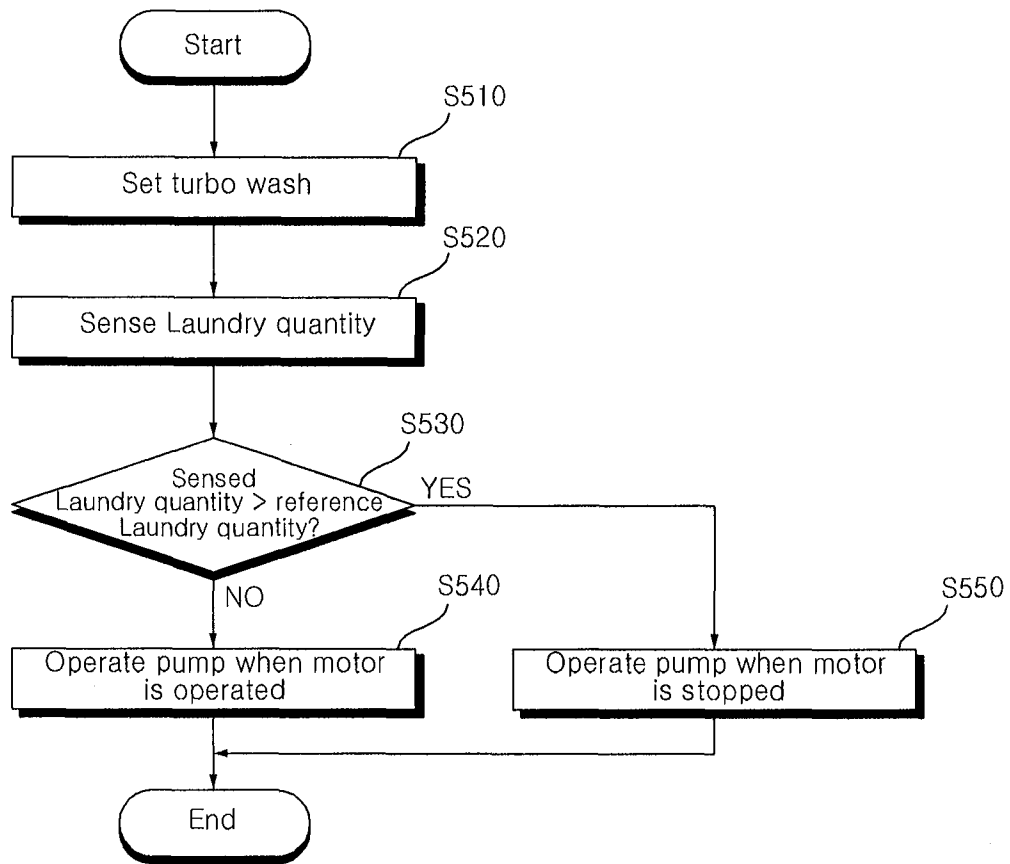 Start
S510
Set turbo wash
S520
Sense Laundry quantity
S530
Sensed
Laundry quantity > reference
Laundry quantity?
YES
NO
S540
Operate pump when motor
is operated
S550
Operate pump when motor
is stopped
End